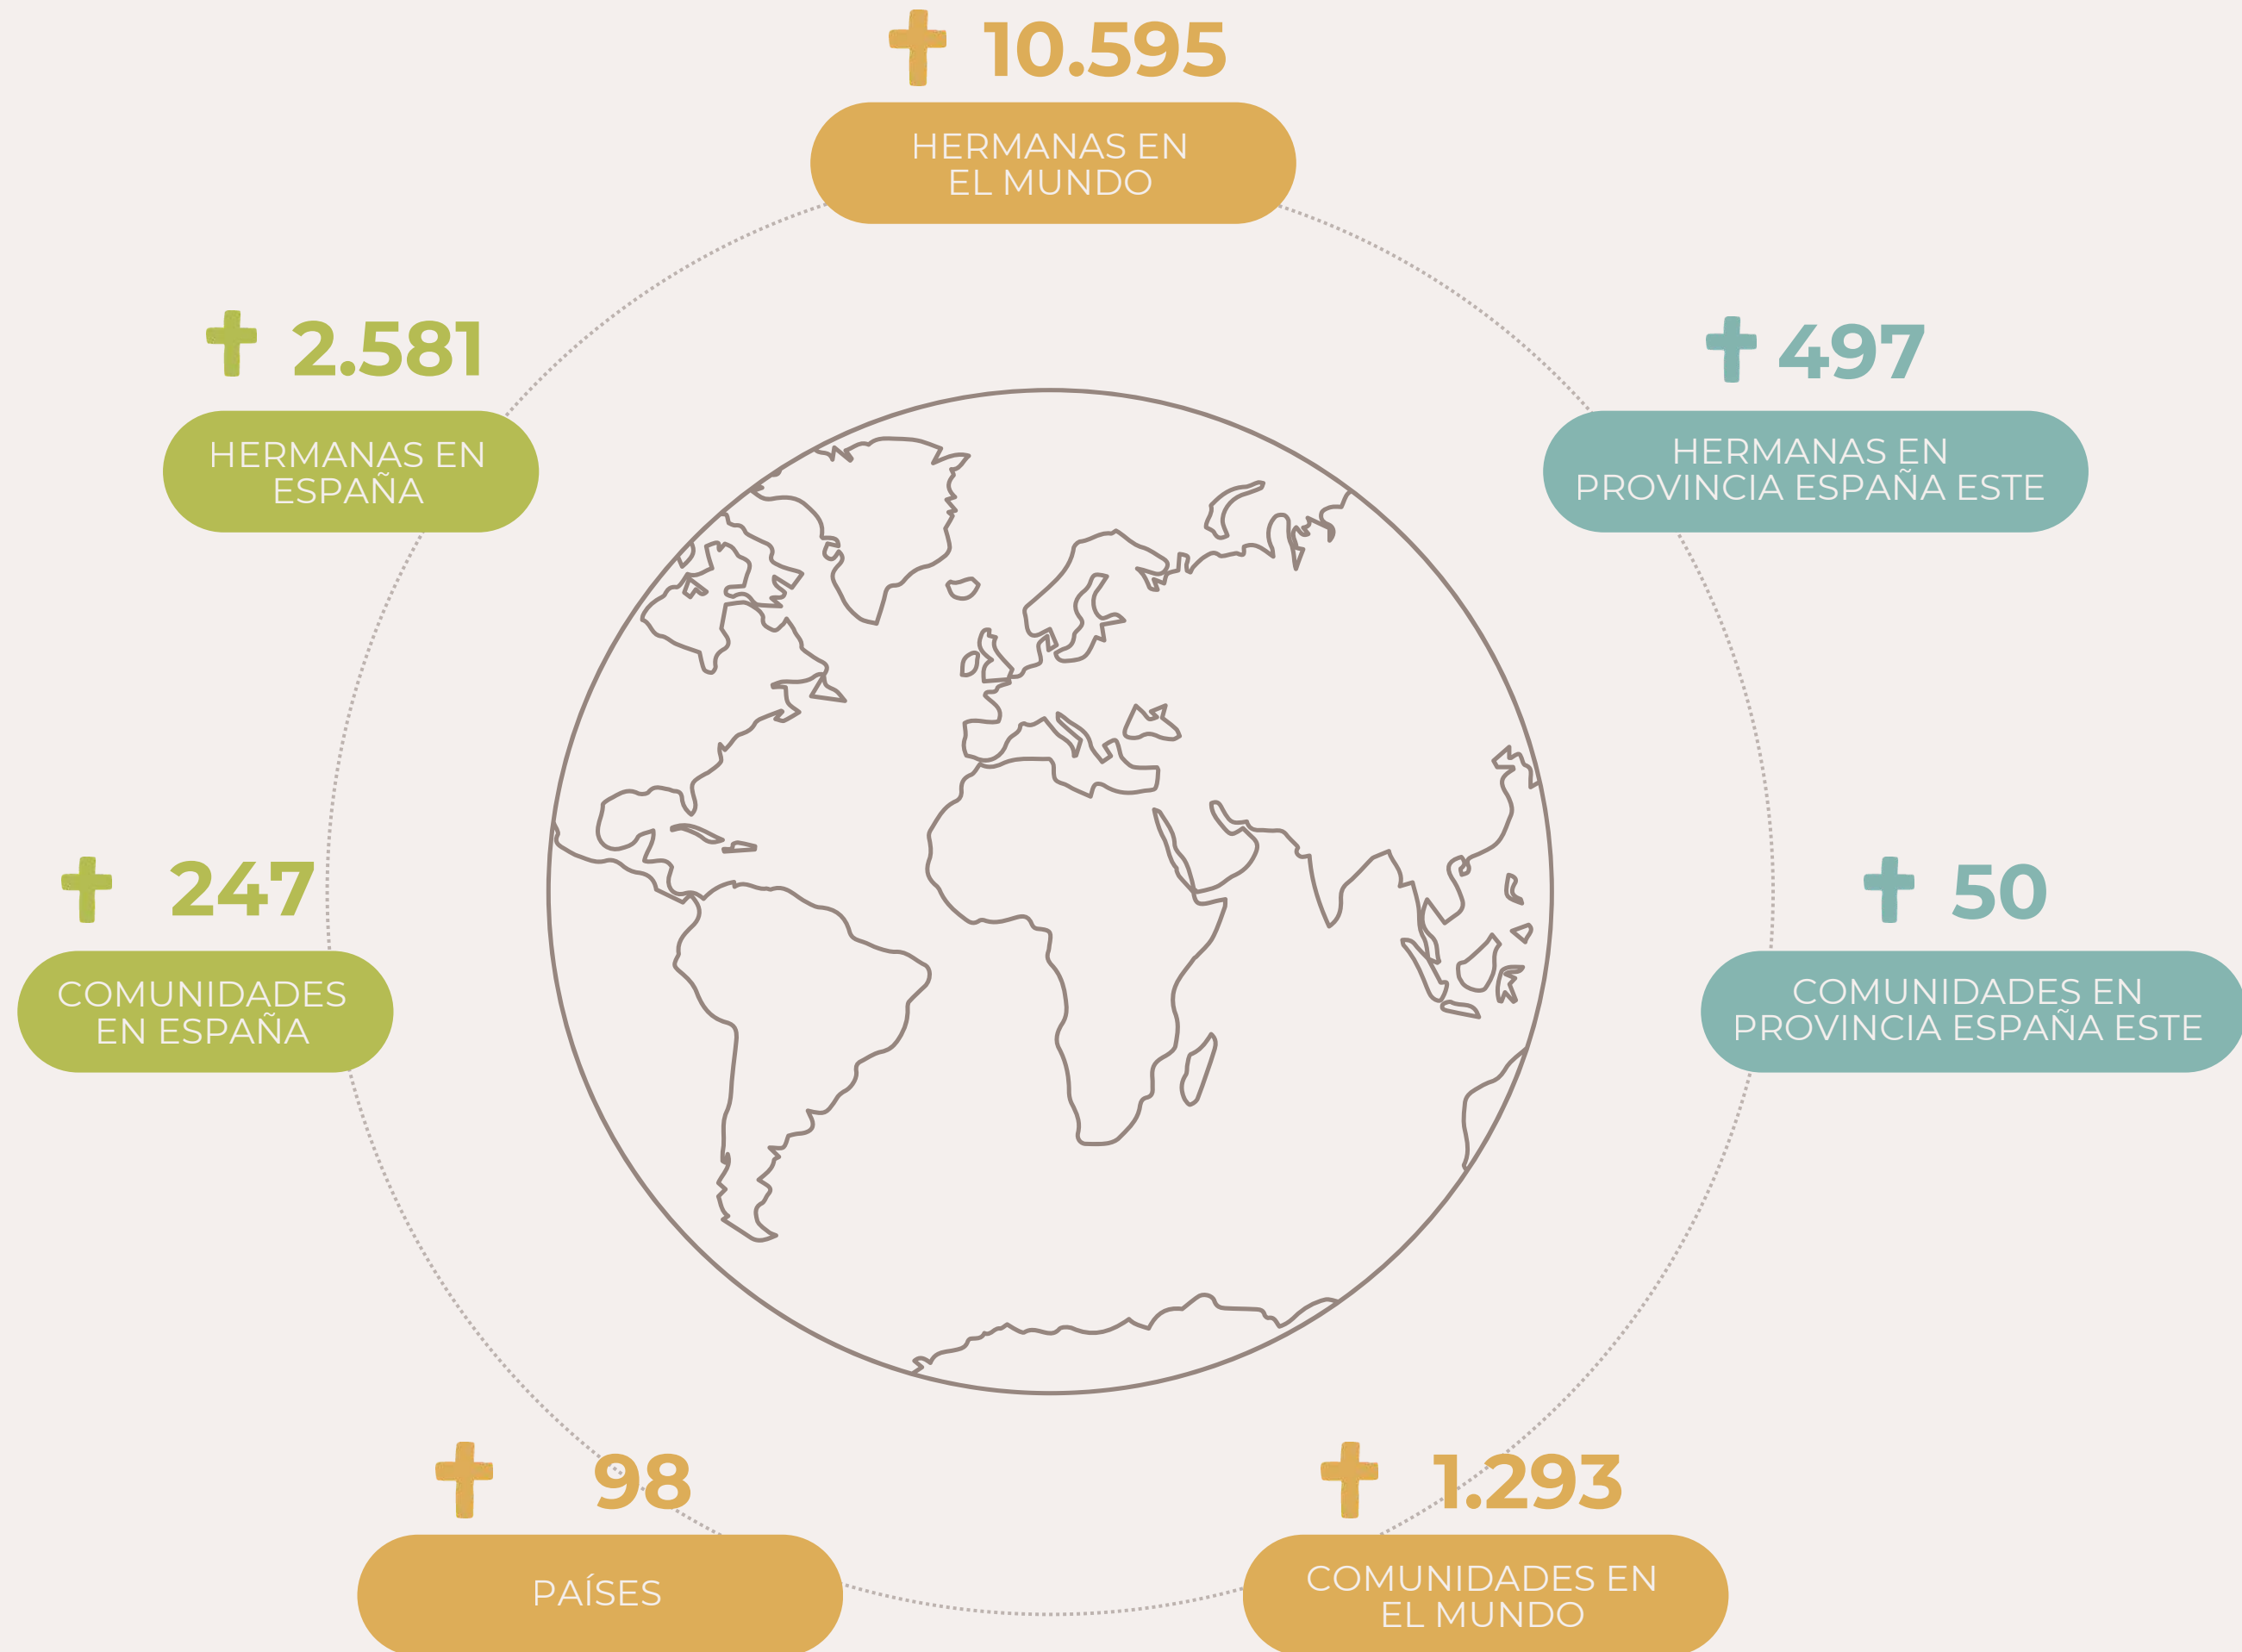 10.595
HERMANAS EN
EL MUNDO
2.581
HERMANAS EN
ESPAÑA
497
HERMANAS EN
PROVINCIA ESPAÑA ESTE
247
COMUNIDADES
EN ESPAÑA
50
COMUNIDADES EN
PROVINCIA ESPAÑA ESTE
98
PAÍSES
1.293
COMUNIDADES EN
EL MUNDO